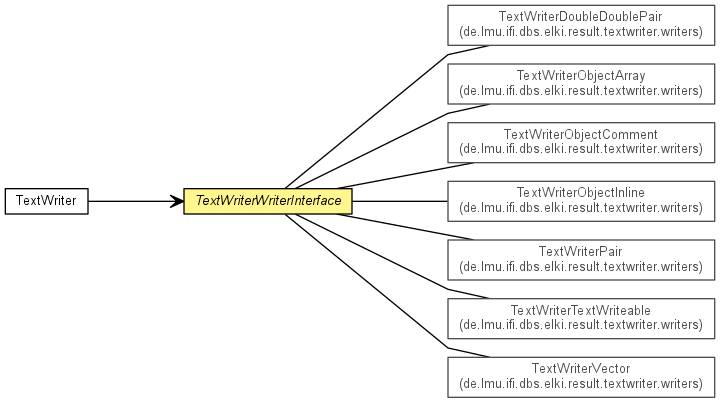 TextWriterDoubleDoublePair
(de.lmu.ifi.dbs.elki.result.textwriter.writers)
TextWriterObjectArray
(de.lmu.ifi.dbs.elki.result.textwriter.writers)
TextWriterObjectComment
(de.lmu.ifi.dbs.elki.result.textwriter.writers)
TextWriter
TextWriterWriterInterface
TextWriterObjectInline
(de.lmu.ifi.dbs.elki.result.textwriter.writers)
TextWriterPair
(de.lmu.ifi.dbs.elki.result.textwriter.writers)
TextWriterTextWriteable
(de.lmu.ifi.dbs.elki.result.textwriter.writers)
TextWriterVector
(de.lmu.ifi.dbs.elki.result.textwriter.writers)